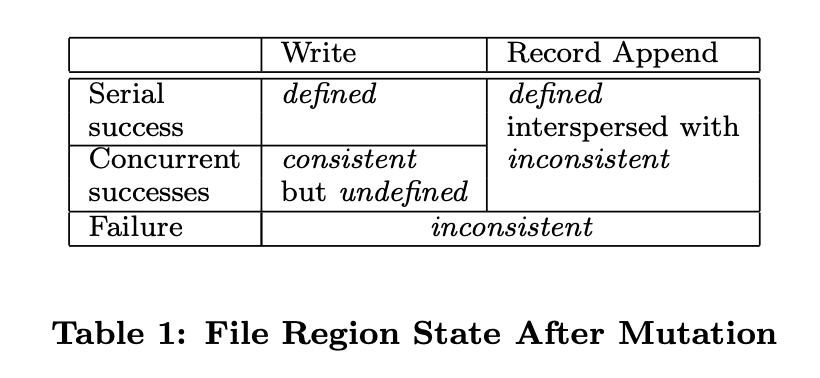 Write Record Append
Serial defined defined
success interspersed with
Concurrent consistent inconsistent
successes but undefined
Failure inconsistent
Table 1: File Region State After Mutation